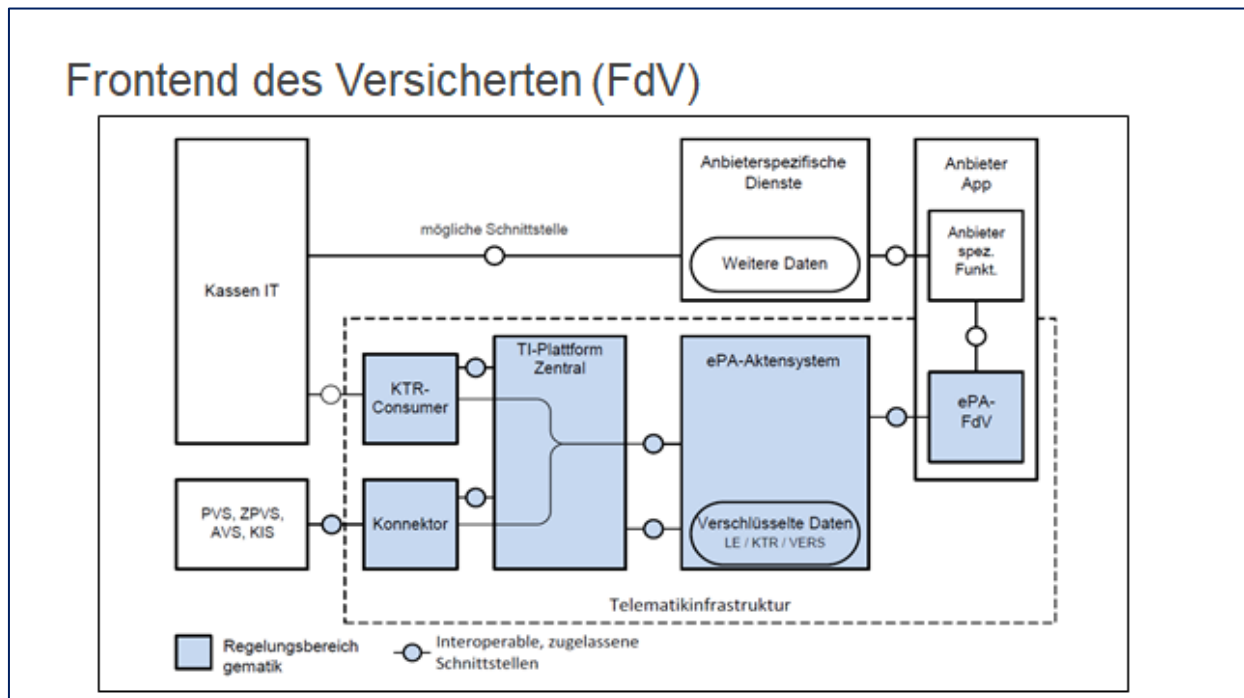 Frontend des Versicherten (FdV)
Anbieterspezifische
Dienste
Anbieter
App
mögliche Schnittstelle
Weitere Daten
Anbieter
spez.
Funkt.
Kassen IT
TI-Plattform
Zentral
ePA-Aktensystem
KTR-
Consumer
ePA-
FdV
PVS, ZPVS,
AVS, KIS
Konnektor
Verschlüsselte Daten
LE / KTR / VERS
Telematikinfrastruktur
Regelungsbereich
gematik
Interoperable, zugelassene
Schnittstellen